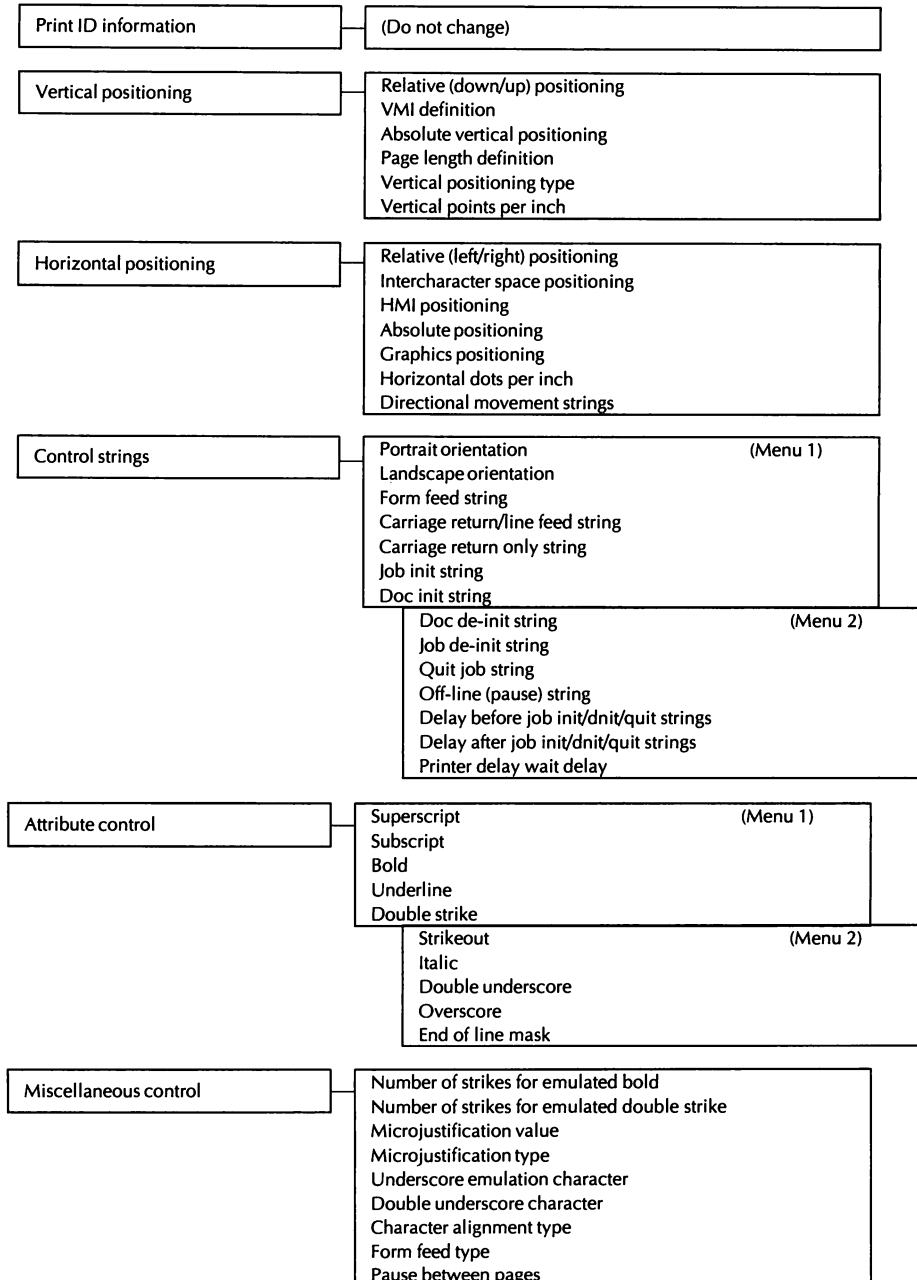 Print ID information
(Do not change)
Vertical positioning
Relative (down/up) positioning
VMI definition
Absolute vertical positioning
Page length definition
Vertical positioning type
Vertical points per inch
Horizontal positioning
Relative (left/right) positioning
Intercharacter space positioning
HMI positioning
Absolute positioning
Graphics positioning
Horizontal dots per inch
Directional movement strings
Control strings
Portrait orientation (Menu 1)
Landscape orientation
Form feed string
Carriage return/line feed string
Carriage return only string
Job init string
Doc init string
Doc de-init string (Menu 2)
Job de-init string
Quit job string
Off-line (pause) string
Delay before job init/dnit/quit strings
Delay after job init/dnit/quit strings
Printer delay wait delay
Attribute control
Superscript (Menu 1)
Subscript
Bold
Underline
Double strike
Strikeout (Menu 2)
Italic
Double underscore
Overscore
End of line mask
Miscellaneous control
Number of strikes for emulated bold
Number of strikes for emulated double strike
Microjustification value
Microjustification type
Underscore emulation character
Double underscore character
Character alignment type
Form feed type
Pause between pages